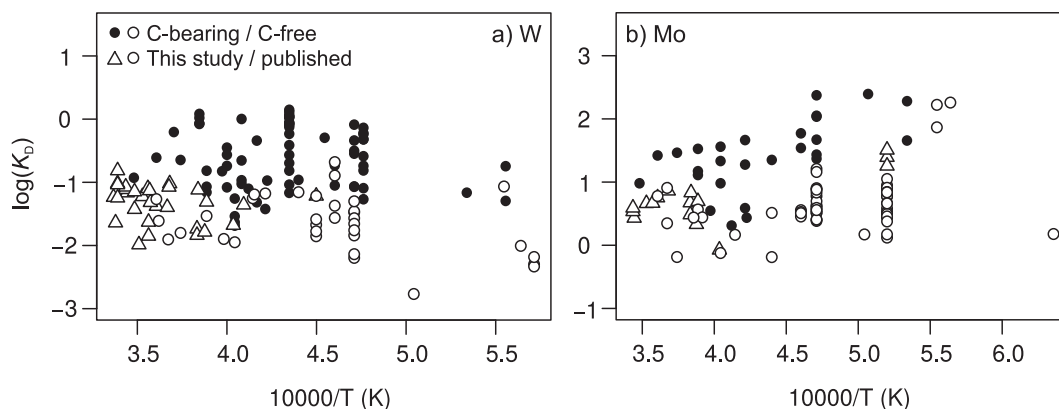 ● ○ C-bearing / C-free
△ ○ This study / published
a) W
1
0
−1
−2
−3
log(K_D)
3.5 4.0 4.5 5.0 5.5
10000/T (K)
b) Mo
3
2
1
0
−1
3.5 4.0 4.5 5.0 5.5 6.0
10000/T (K)